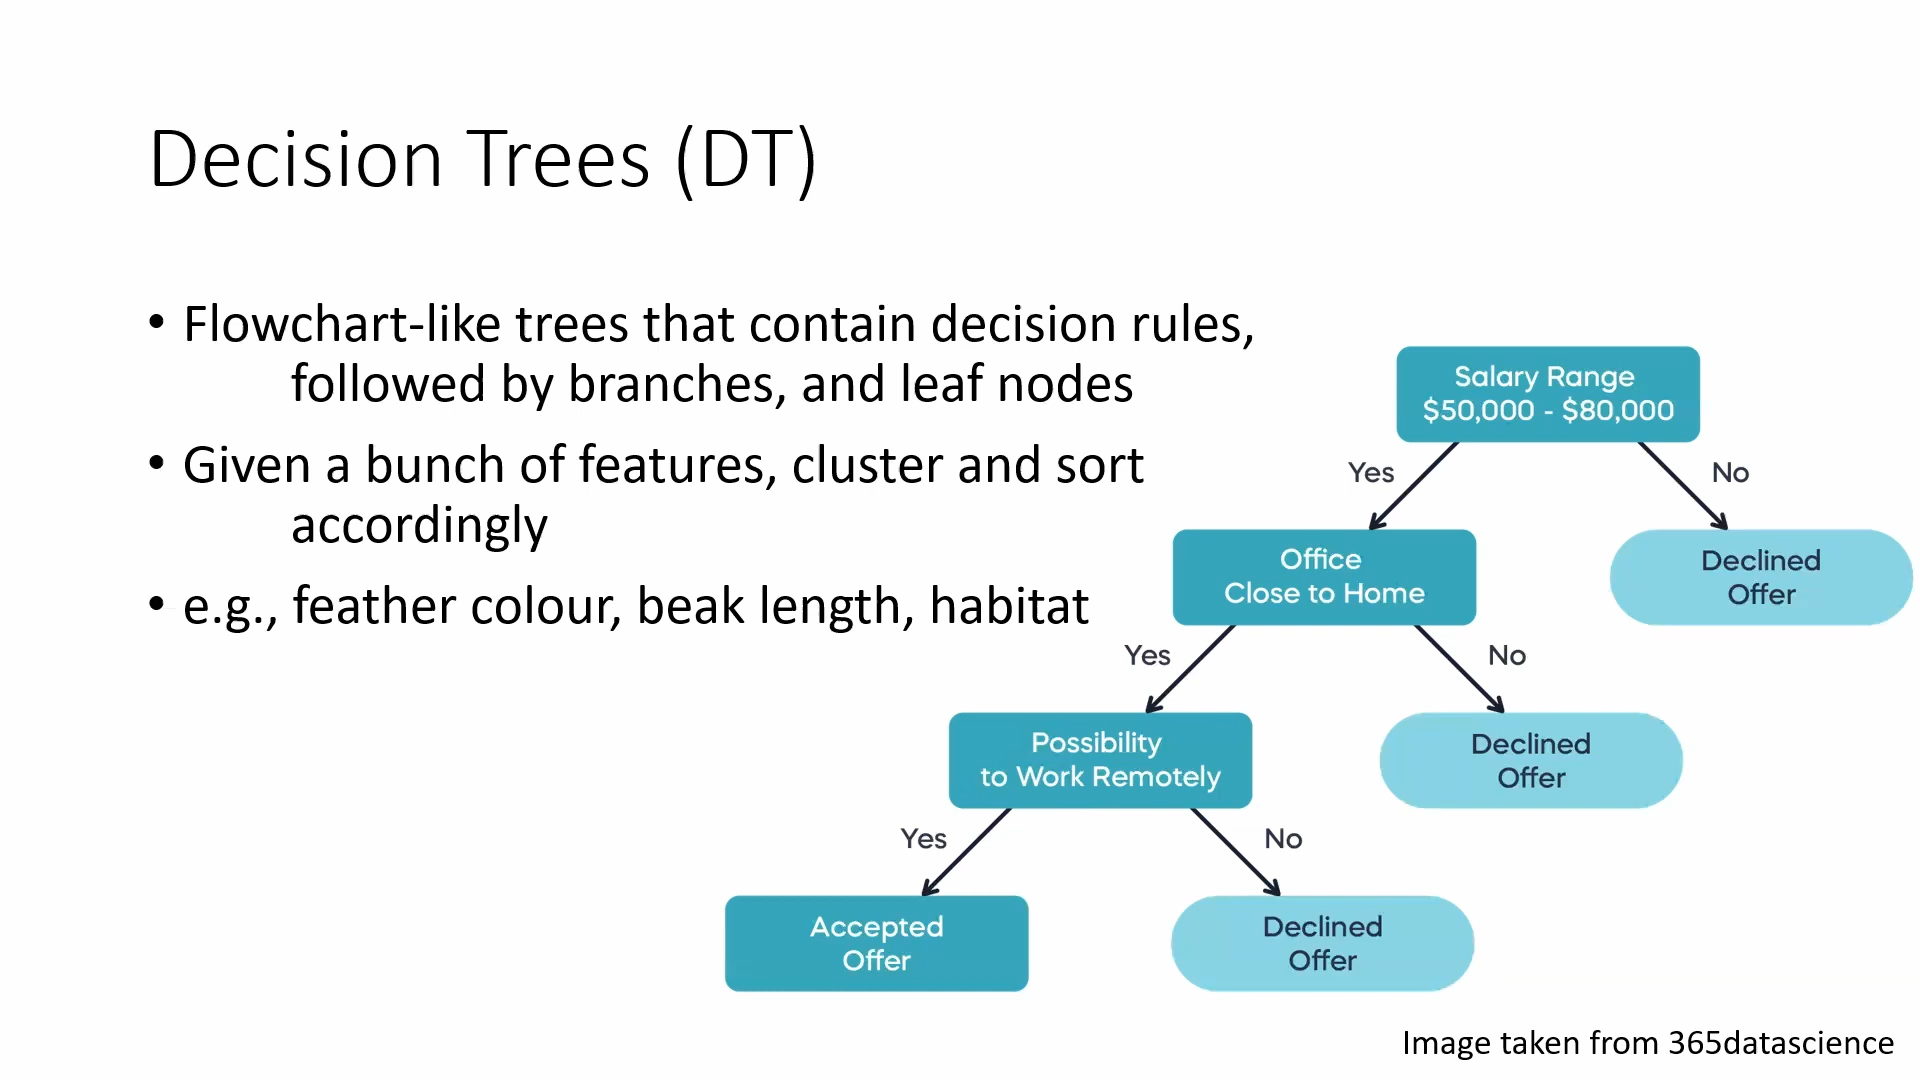 Decision Trees (DT)
• Flowchart-like trees that contain decision rules,
followed by branches, and leaf nodes
• Given a bunch of features, cluster and sort
accordingly
• e.g., feather colour, beak length, habitat
Salary Range
$50,000 - $80,000
Yes
No
Office
Close to Home
Declined
Offer
Yes
No
Possibility
to Work Remotely
Declined
Offer
Yes
No
Accepted
Offer
Declined
Offer
Image taken from 365datascience